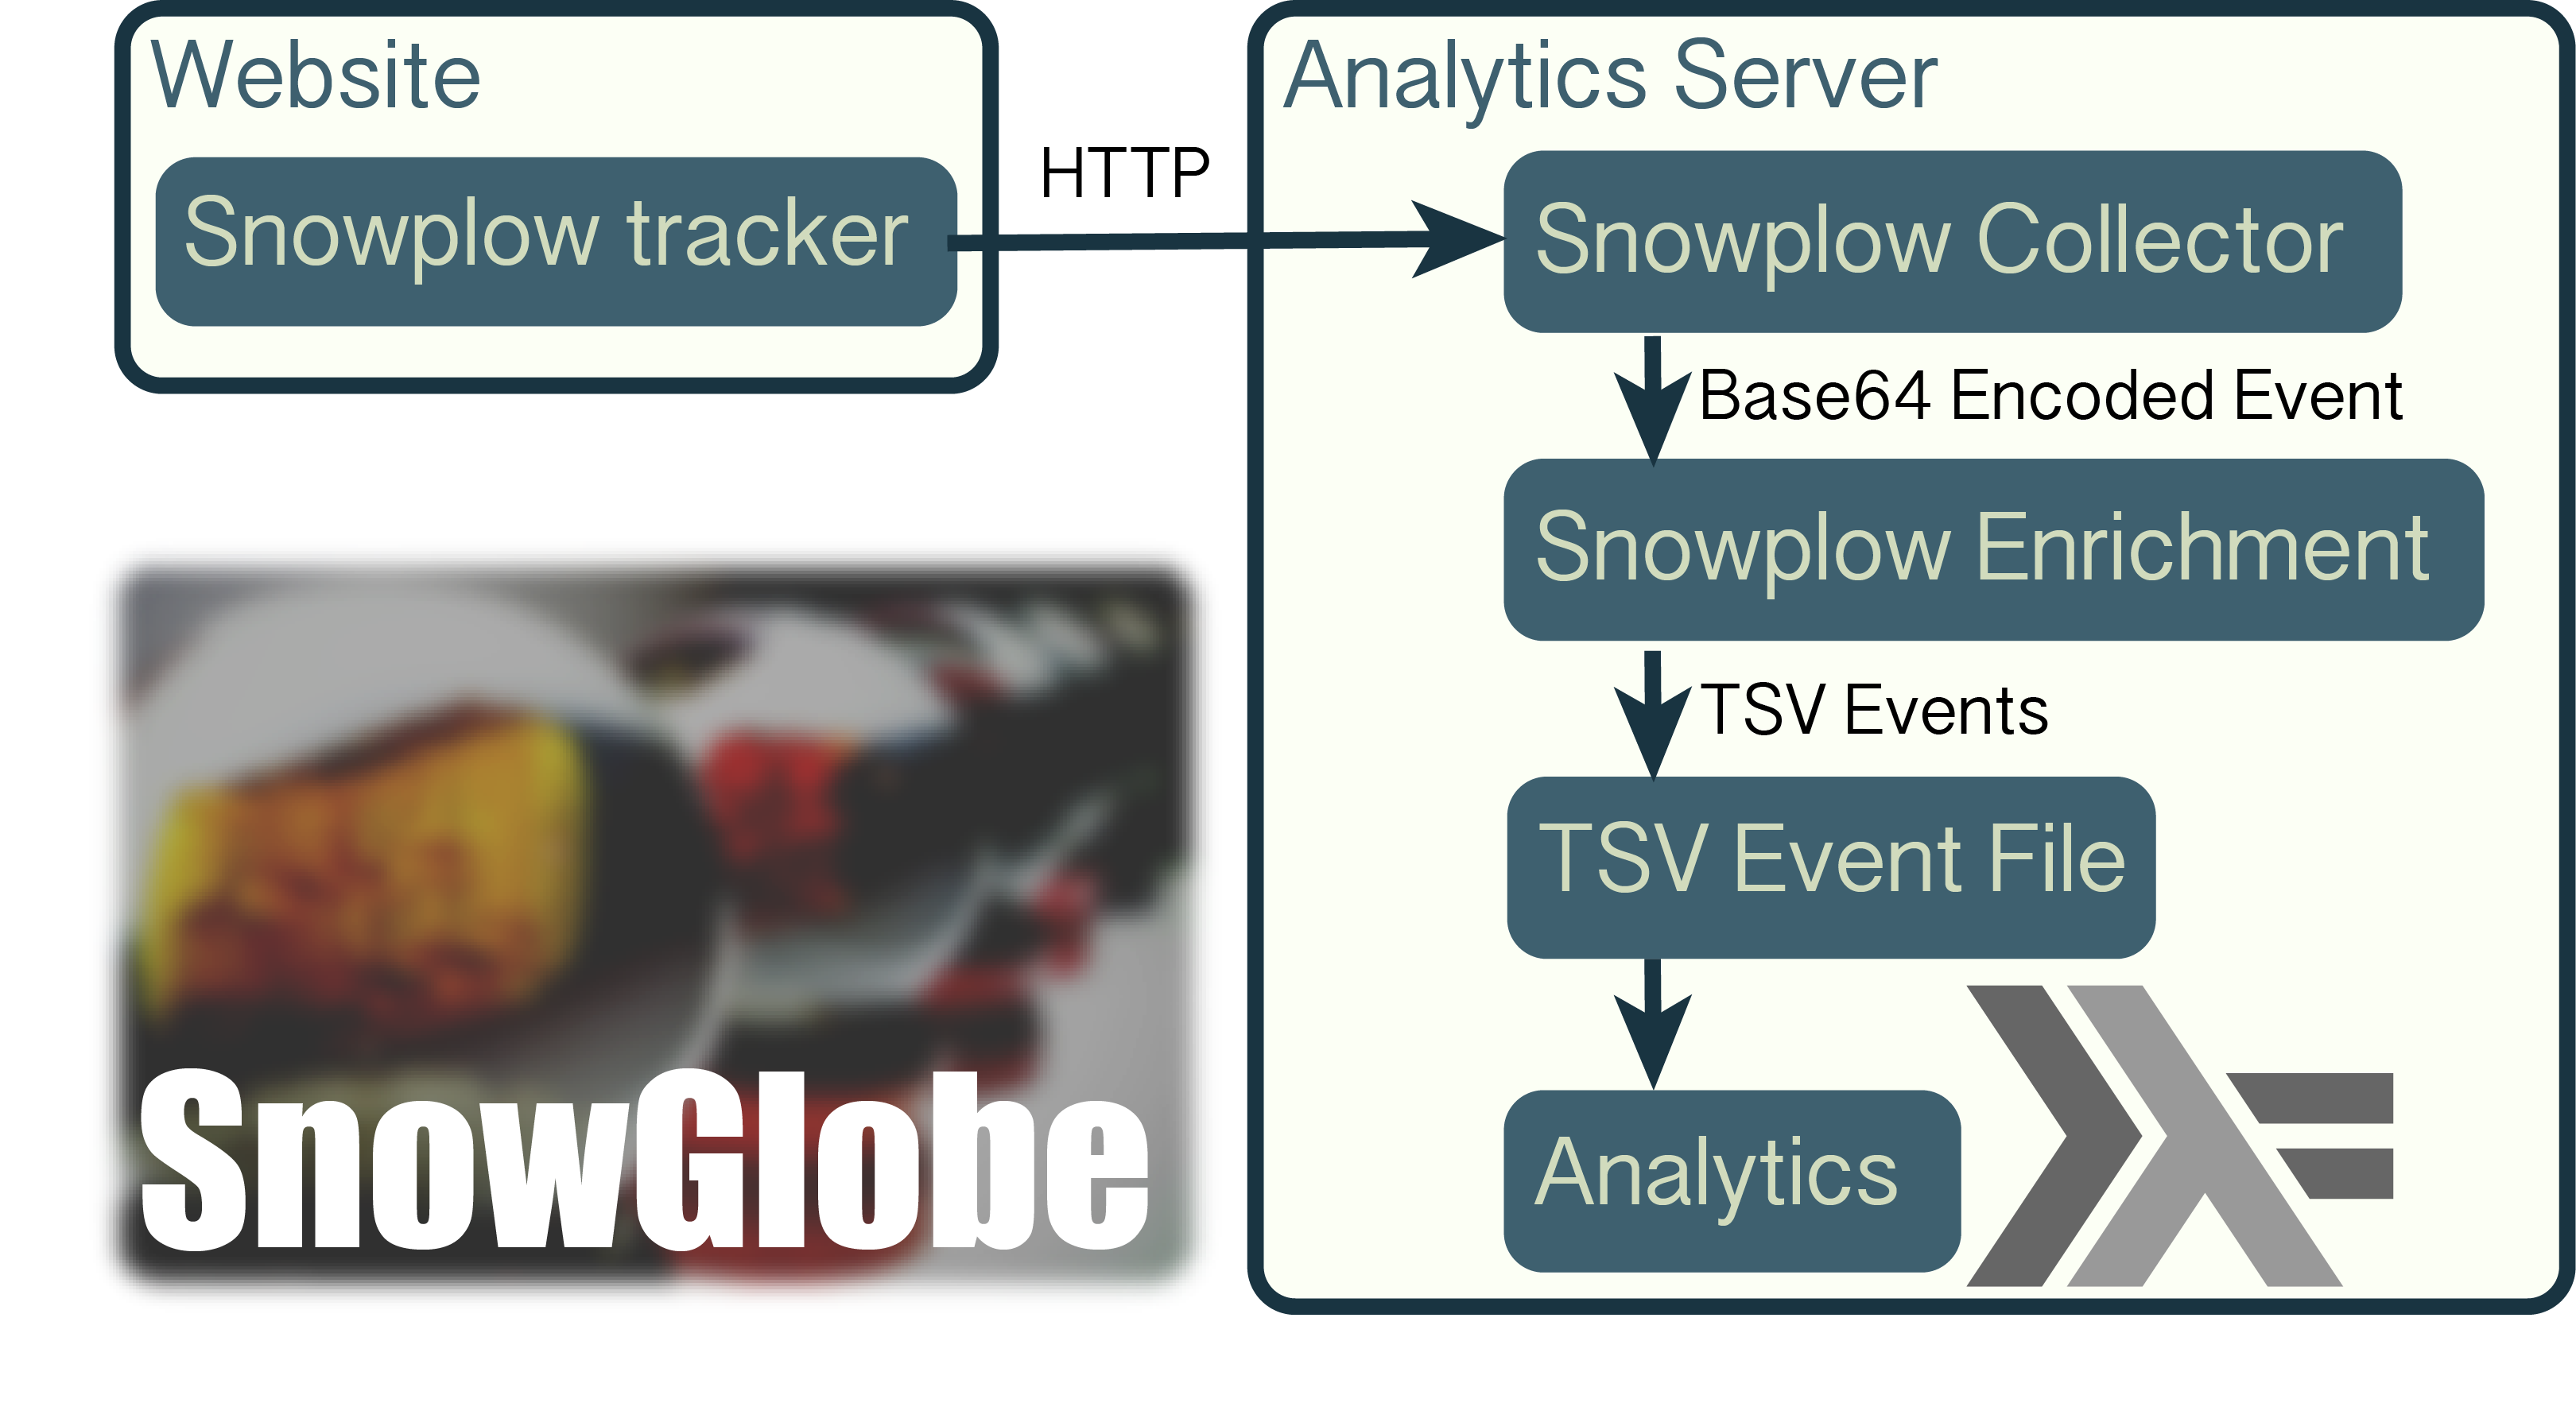 Website
Snowplow tracker
HTTP
Analytics Server
Snowplow Collector
Base64 Encoded Event
Snowplow Enrichment
TSV Events
TSV Event File
Analytics
SnowGlobe